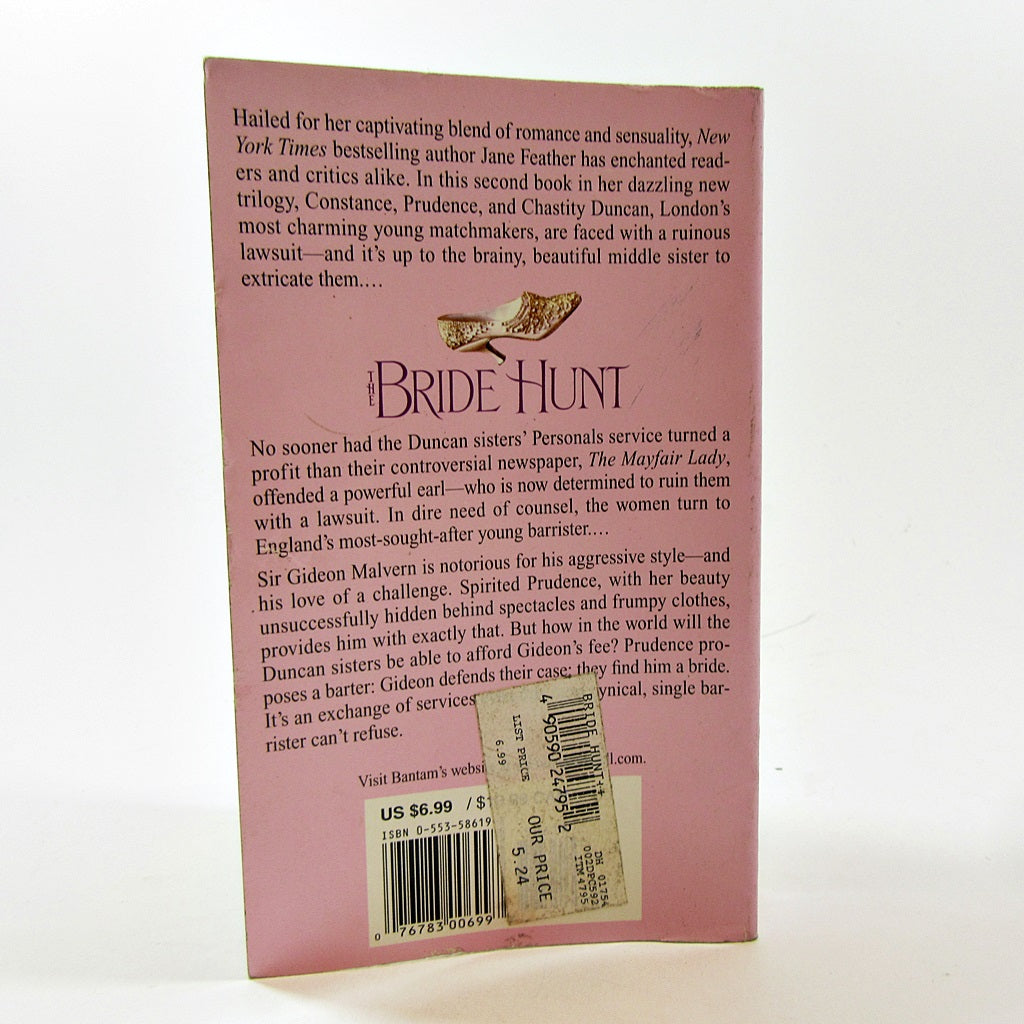 Hailed for her captivating blend of romance and sensuality, New
York Times bestselling author Jane Feather has enchanted read-
ers and critics alike. In this second book in her dazzling new
trilogy, Constance, Prudence, and Chastity Duncan, London's
most charming young matchmakers, are faced with a ruinous
lawsuit—and it's up to the brainy, beautiful middle sister to
extricate them....
THE BRIDE HUNT
No sooner had the Duncan sisters' Personals service turned a
profit than their controversial newspaper, The Mayfair Lady,
offended a powerful earl—who is now determined to ruin them
with a lawsuit. In dire need of counsel, the women turn to
England's most-sought-after young barrister....
Sir Gideon Malvern is notorious for his aggressive style—and
his love of a challenge. Spirited Prudence, with her beauty
unsuccessfully hidden behind spectacles and frumpy clothes,
provides him with exactly that. But how in the world will the
Duncan sisters be able to afford Gideon's fee? Prudence pro-
poses a barter: Gideon defends their case; they find him a bride.
It's an exchange of services ynical, single bar-
rister can't refuse.
Visit Bantam's websi l.com.
US $6.99 / $1
ISBN 0-553-58619
0 76783 00699
BRIDE HUNT++
4 90590 24795 2
LIST PRICE
6.99
OUR PRICE
5.24
DH 01754
002DPC592
ITM 4795